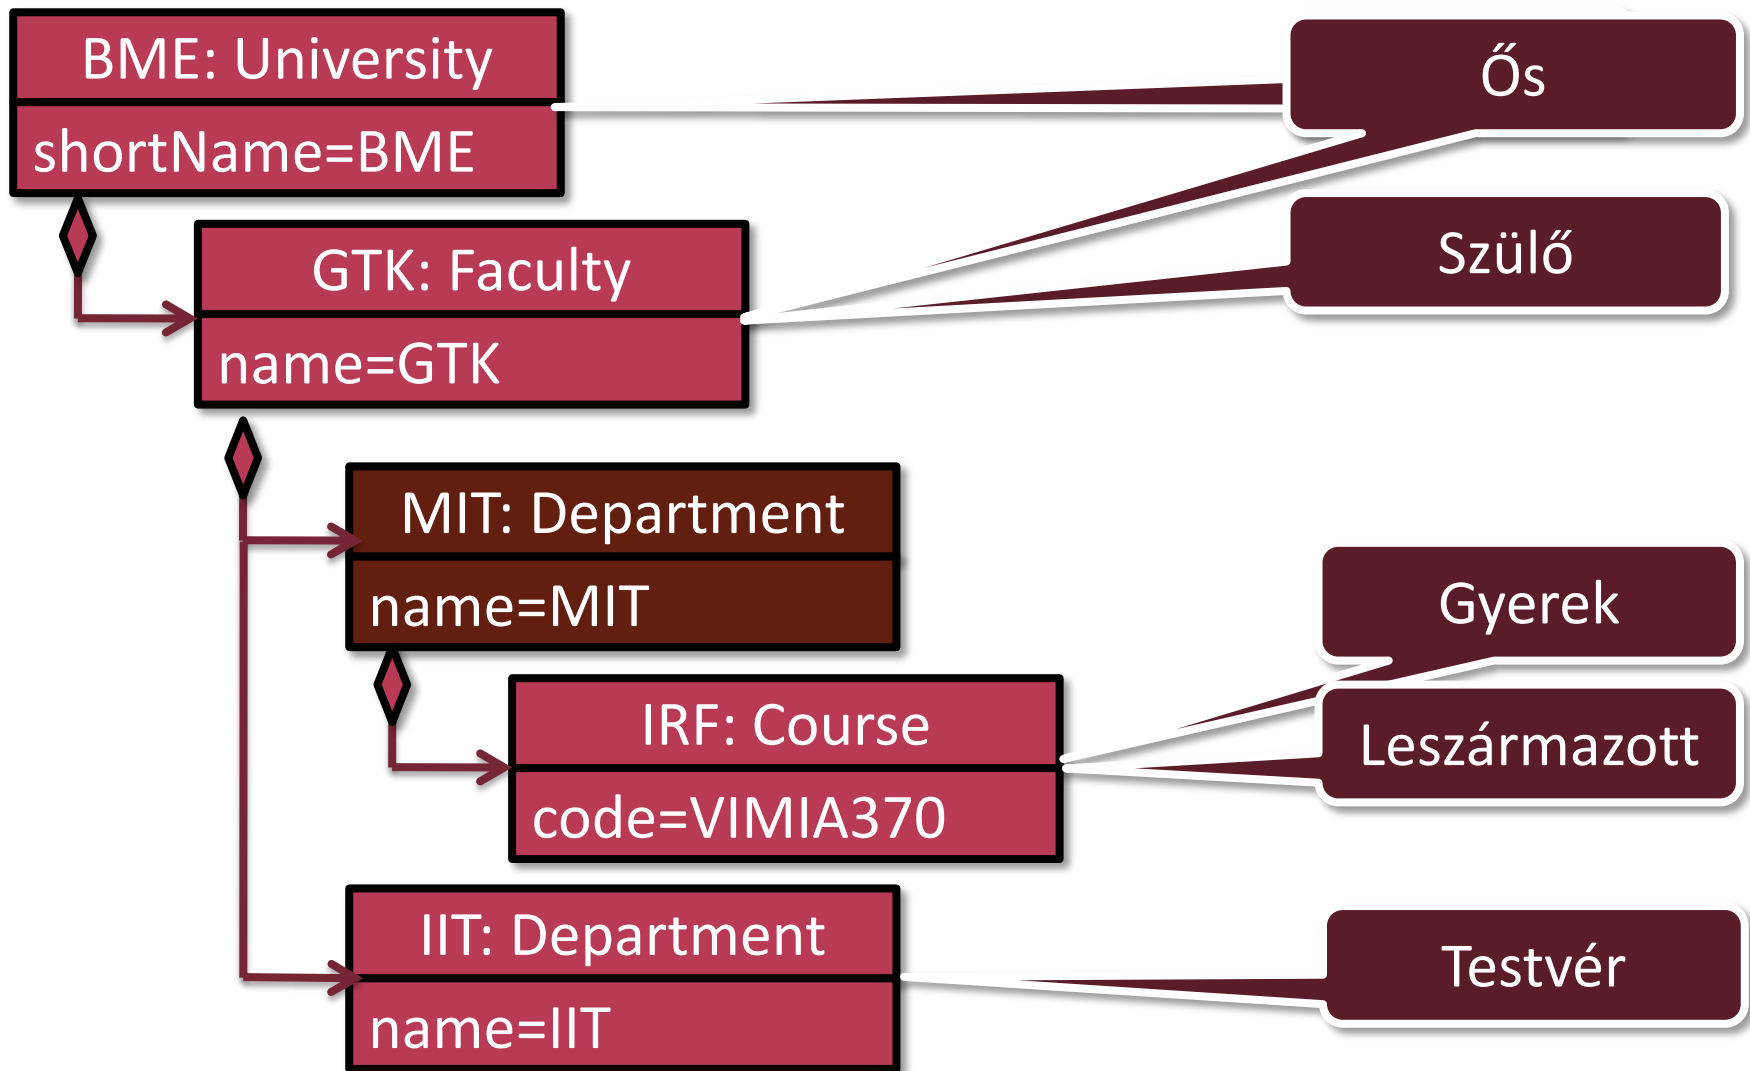 BME: University
shortName=BME
Ős
GTK: Faculty
name=GTK
Szülő
MIT: Department
name=MIT
Gyerek
IRF: Course
code=VIMIA370
Leszármazott
IIT: Department
name=IIT
Testvér